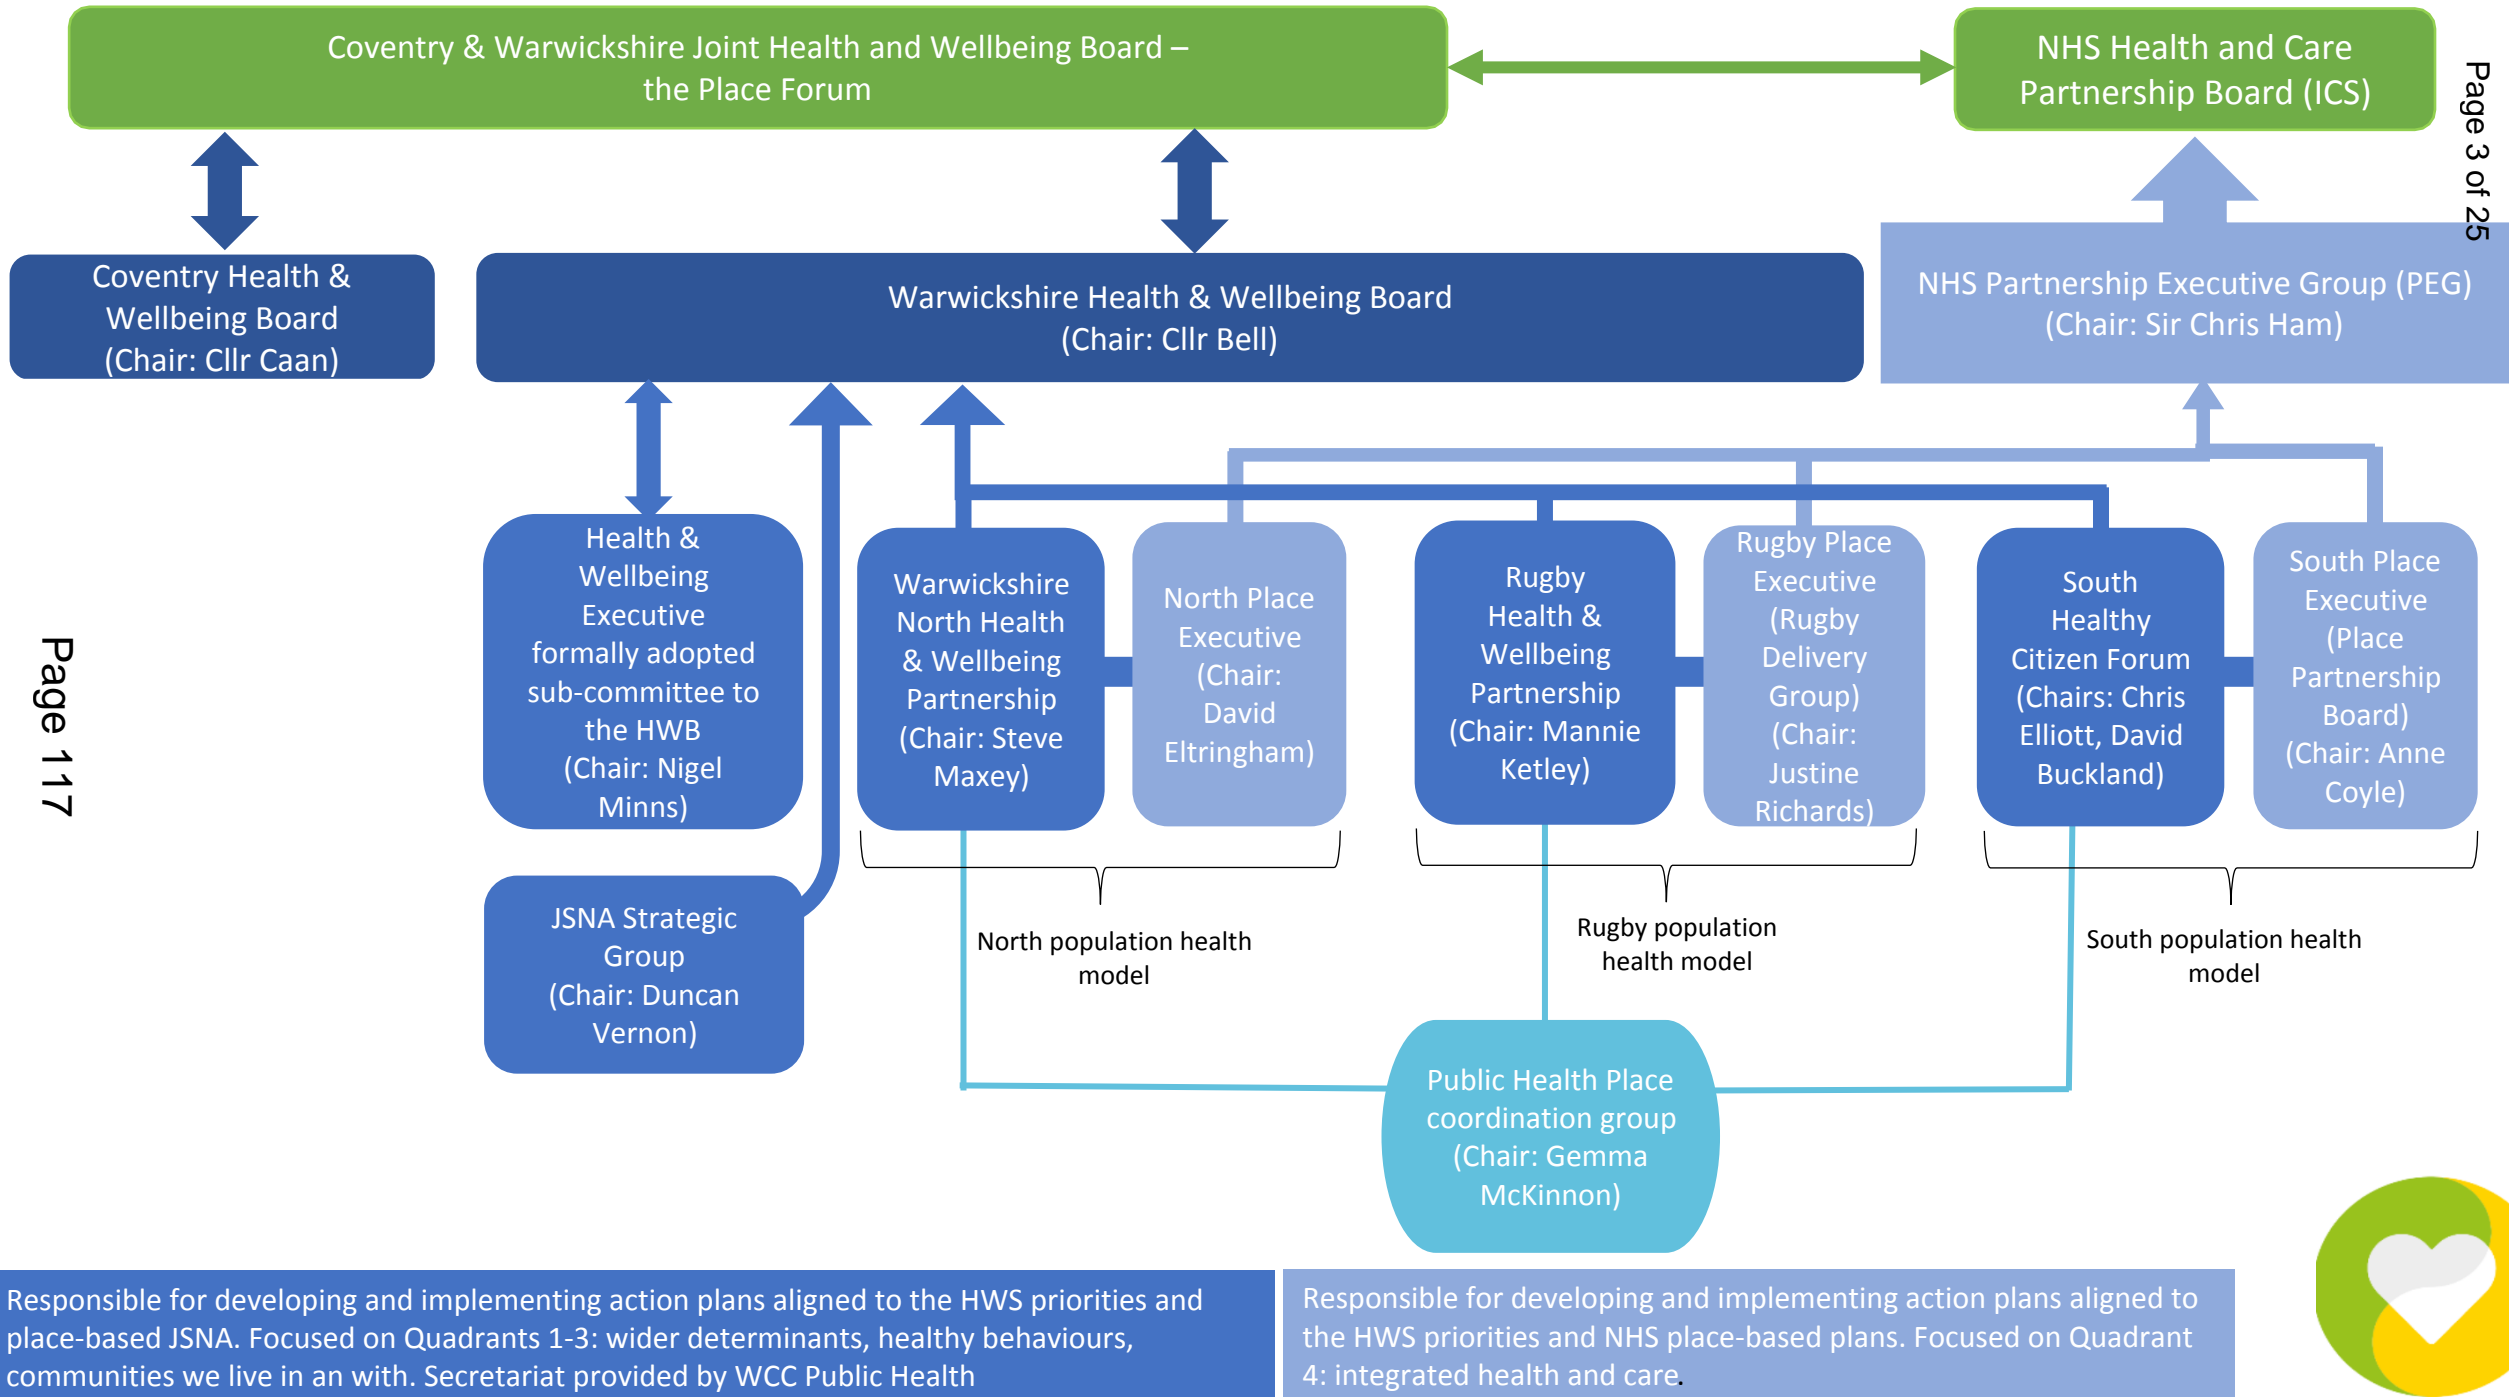 Coventry & Warwickshire Joint Health and Wellbeing Board –
the Place Forum
NHS Health and Care
Partnership Board (ICS)
Page 3 of 25
Coventry Health &
Wellbeing Board
(Chair: Cllr Caan)
Warwickshire Health & Wellbeing Board
(Chair: Cllr Bell)
NHS Partnership Executive Group (PEG)
(Chair: Sir Chris Ham)
Health &
Wellbeing
Executive
formally adopted
sub-committee to
the HWB
(Chair: Nigel
Minns)
Warwickshire
North Health
& Wellbeing
Partnership
(Chair: Steve
Maxey)
North Place
Executive
(Chair:
David
Eltringham)
Rugby
Health &
Wellbeing
Partnership
(Chair: Mannie
Ketley)
Rugby Place
Executive
(Rugby
Delivery
Group)
(Chair:
Justine
Richards)
South
Healthy
Citizen Forum
(Chairs: Chris
Elliott, David
Buckland)
South Place
Executive
(Place
Partnership
Board)
(Chair: Anne
Coyle)
Page 117
JSNA Strategic
Group
(Chair: Duncan
Vernon)
North population health
model
Rugby population
health model
South population health
model
Public Health Place
coordination group
(Chair: Gemma
McKinnon)
Responsible for developing and implementing action plans aligned to the HWS priorities and
place-based JSNA. Focused on Quadrants 1-3: wider determinants, healthy behaviours,
communities we live in an with. Secretariat provided by WCC Public Health
Responsible for developing and implementing action plans aligned to
the HWS priorities and NHS place-based plans. Focused on Quadrant
4: integrated health and care.